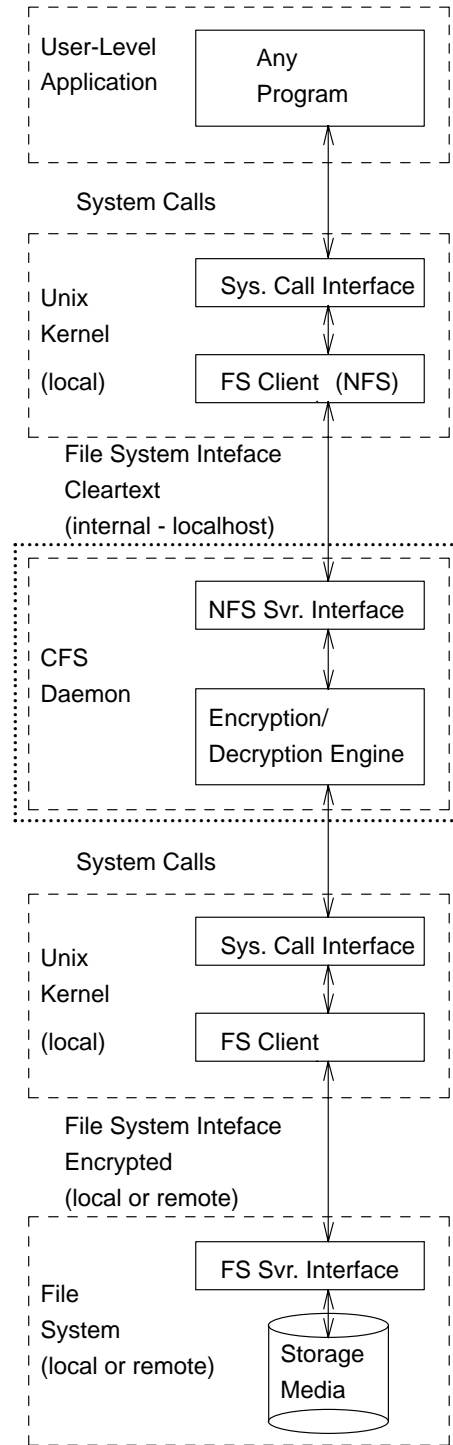 User-Level
Application
Any
Program
System Calls
Unix
Kernel
(local)
Sys. Call Interface
FS Client (NFS)
File System Inteface
Cleartext
(internal - localhost)
CFS
Daemon
NFS Svr. Interface
Encryption/
Decryption Engine
System Calls
Unix
Kernel
(local)
Sys. Call Interface
FS Client
File System Inteface
Encrypted
(local or remote)
File
System
(local or remote)
FS Svr. Interface
Storage
Media